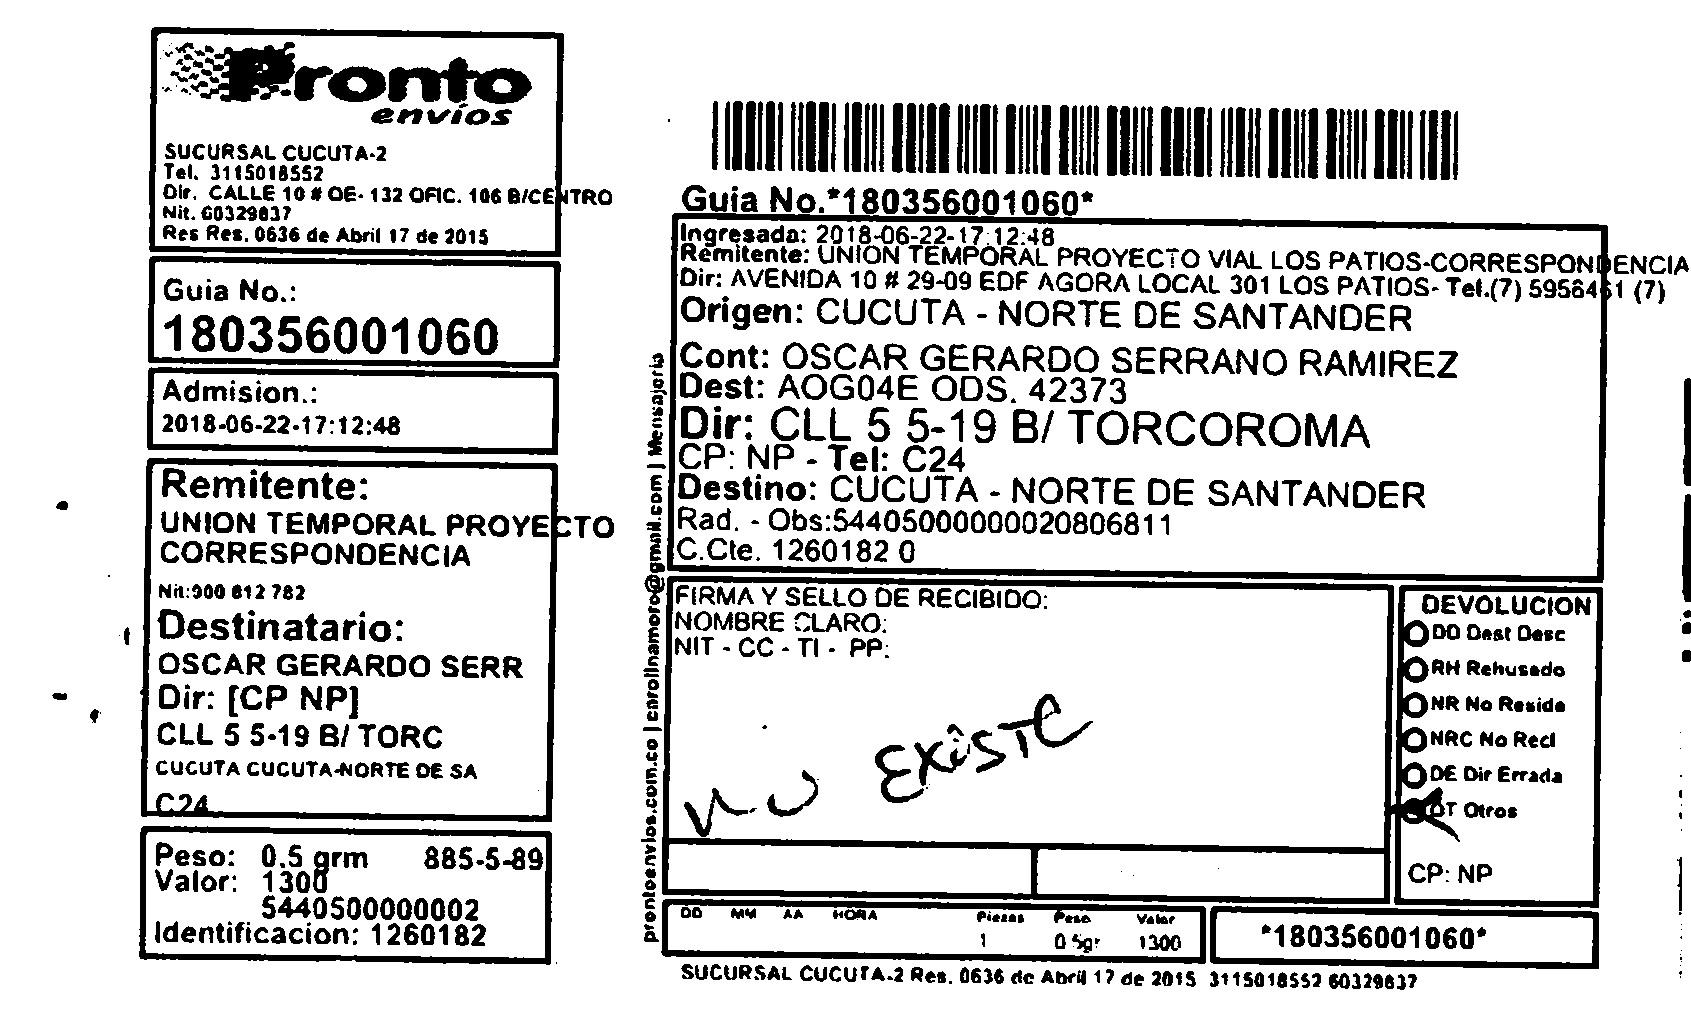 Pronto
envíos
SUCURSAL CUCUTA-2
Tel. 3115018552
Dir. CALLE 10 # OE- 132 OFIC. 106 B/CENTRO
Nit. 60329837
Res Res. 0636 de Abril 17 de 2015
Guia No.:
180356001060
Admision.:
2018-06-22-17:12:48
Remitente:
UNION TEMPORAL PROYECTO
CORRESPONDENCIA
Nit:900 812 782
Destinatario:
OSCAR GERARDO SERR
Dir: [CP NP]
CLL 5 5-19 B/ TORC
CUCUTA CUCUTA-NORTE DE SA
C24
Peso: 0.5 grm 885-5-89
Valor: 1300
5440500000002
Identificacion: 1260182
prontoenvios.com.co | carolinamoro@gmail.com | Mensajeria
Guia No.*180356001060*
Ingresada: 2018-06-22-17:12:48
Remitente: UNION TEMPORAL PROYECTO VIAL LOS PATIOS-CORRESPONDENCIA
Dir: AVENIDA 10 # 29-09 EDF AGORA LOCAL 301 LOS PATIOS- Tel.(7) 5956461 (7)
Origen: CUCUTA - NORTE DE SANTANDER
Cont: OSCAR GERARDO SERRANO RAMIREZ
Dest: AOG04E ODS. 42373
Dir: CLL 5 5-19 B/ TORCOROMA
CP: NP - Tel: C24
Destino: CUCUTA - NORTE DE SANTANDER
Rad. - Obs:54405000000020806811
C.Cte. 1260182 0
FIRMA Y SELLO DE RECIBIDO:
NOMBRE CLARO:
NIT - CC - TI - PP:
No EXiSTE
DEVOLUCION
DD Dest Desc
RH Rehusado
NR No Reside
NRC No Recl
DE Dir Errada
OT Otros
CP: NP
DD MM AA HORA Piezas Peso Valor
1 0.5gr 1300
*180356001060*
SUCURSAL CUCUTA-2 Res. 0636 de Abril 17 de 2015 3115018552 60329837